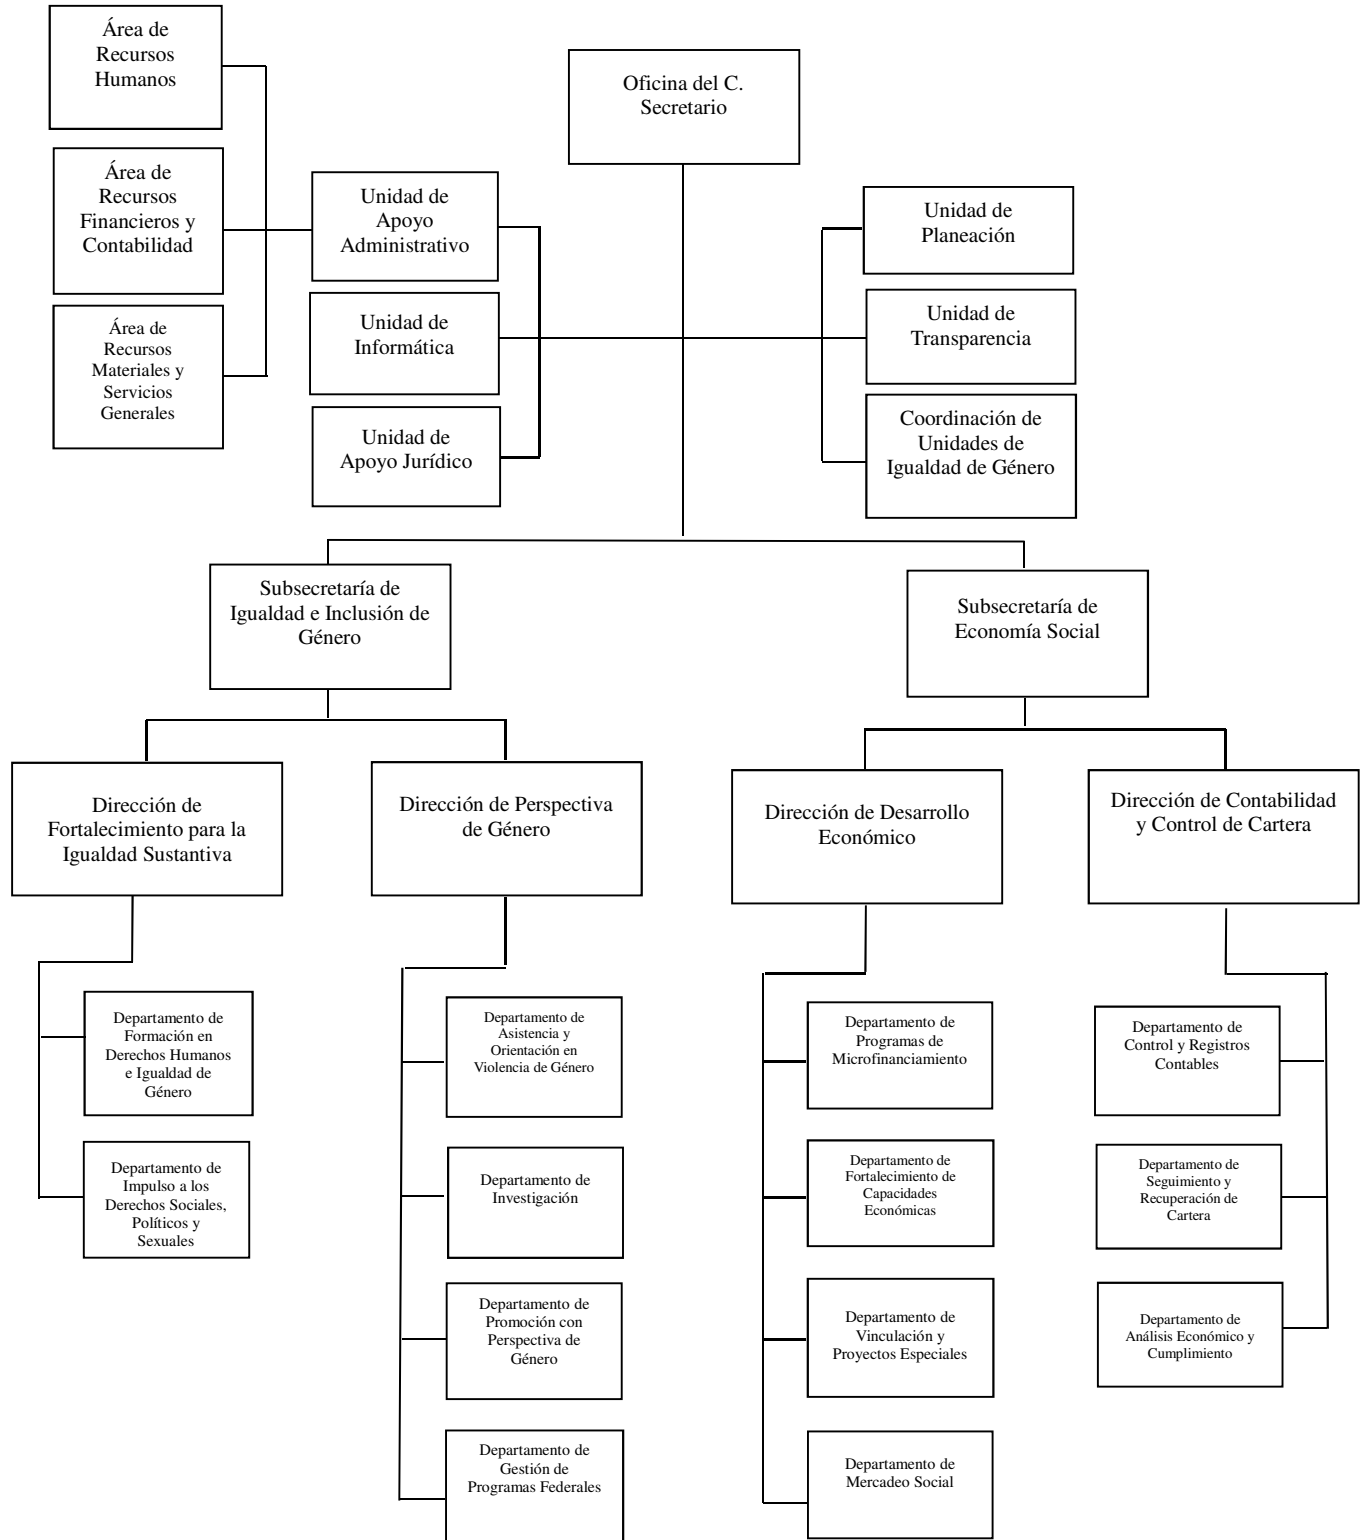 Área de
Recursos
Humanos
Oficina del C.
Secretario
Área de
Recursos
Financieros y
Contabilidad
Unidad de
Apoyo
Administrativo
Unidad de
Planeación
Área de
Recursos
Materiales y
Servicios
Generales
Unidad de
Informática
Unidad de
Transparencia
Unidad de
Apoyo Jurídico
Coordinación de
Unidades de
Igualdad de Género
Subsecretaría de
Igualdad e Inclusión de
Género
Subsecretaría de
Economía Social
Dirección de
Fortalecimiento para la
Igualdad Sustantiva
Dirección de Perspectiva
de Género
Dirección de Desarrollo
Económico
Dirección de Contabilidad
y Control de Cartera
Departamento de
Formación en
Derechos Humanos
e Igualdad de
Género
Departamento de
Impulso a los
Derechos Sociales,
Políticos y
Sexuales
Departamento de
Asistencia y
Orientación en
Violencia de Género
Departamento de
Investigación
Departamento de
Promoción con
Perspectiva de
Género
Departamento de
Gestión de
Programas Federales
Departamento de
Programas de
Microfinanciamiento
Departamento de
Fortalecimiento de
Capacidades
Económicas
Departamento de
Vinculación y
Proyectos Especiales
Departamento de
Mercadeo Social
Departamento de
Control y Registros
Contables
Departamento de
Seguimiento y
Recuperación de
Cartera
Departamento de
Análisis Económico y
Cumplimiento